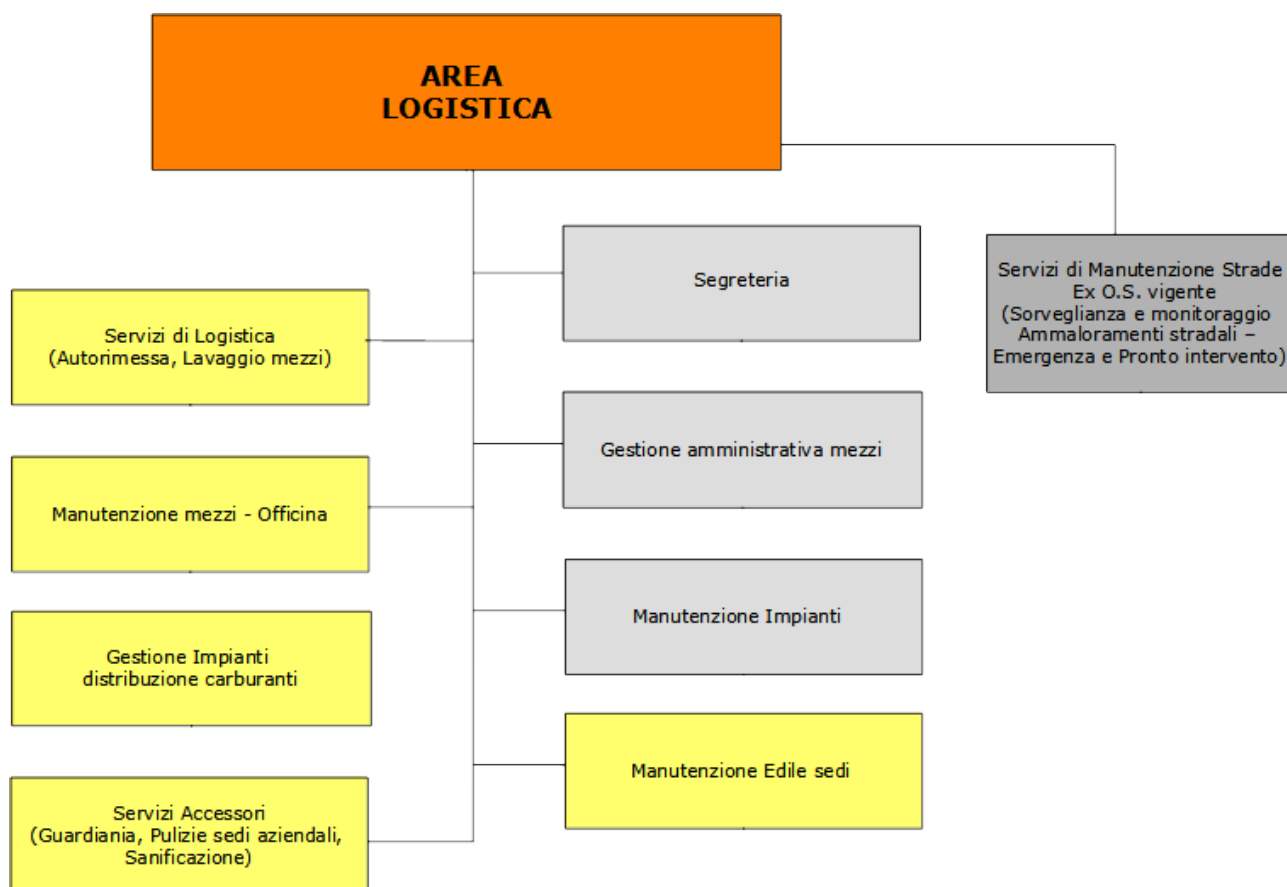 AREA
LOGISTICA
Segreteria
Servizi di Manutenzione Strade
Ex O.S. vigente
(Sorveglianza e monitoraggio
Ammaloramenti stradali –
Emergenza e Pronto intervento)
Servizi di Logistica
(Autorimessa, Lavaggio mezzi)
Gestione amministrativa mezzi
Manutenzione mezzi - Officina
Manutenzione Impianti
Gestione Impianti
distribuzione carburanti
Manutenzione Edile sedi
Servizi Accessori
(Guardiania, Pulizie sedi aziendali,
Sanificazione)